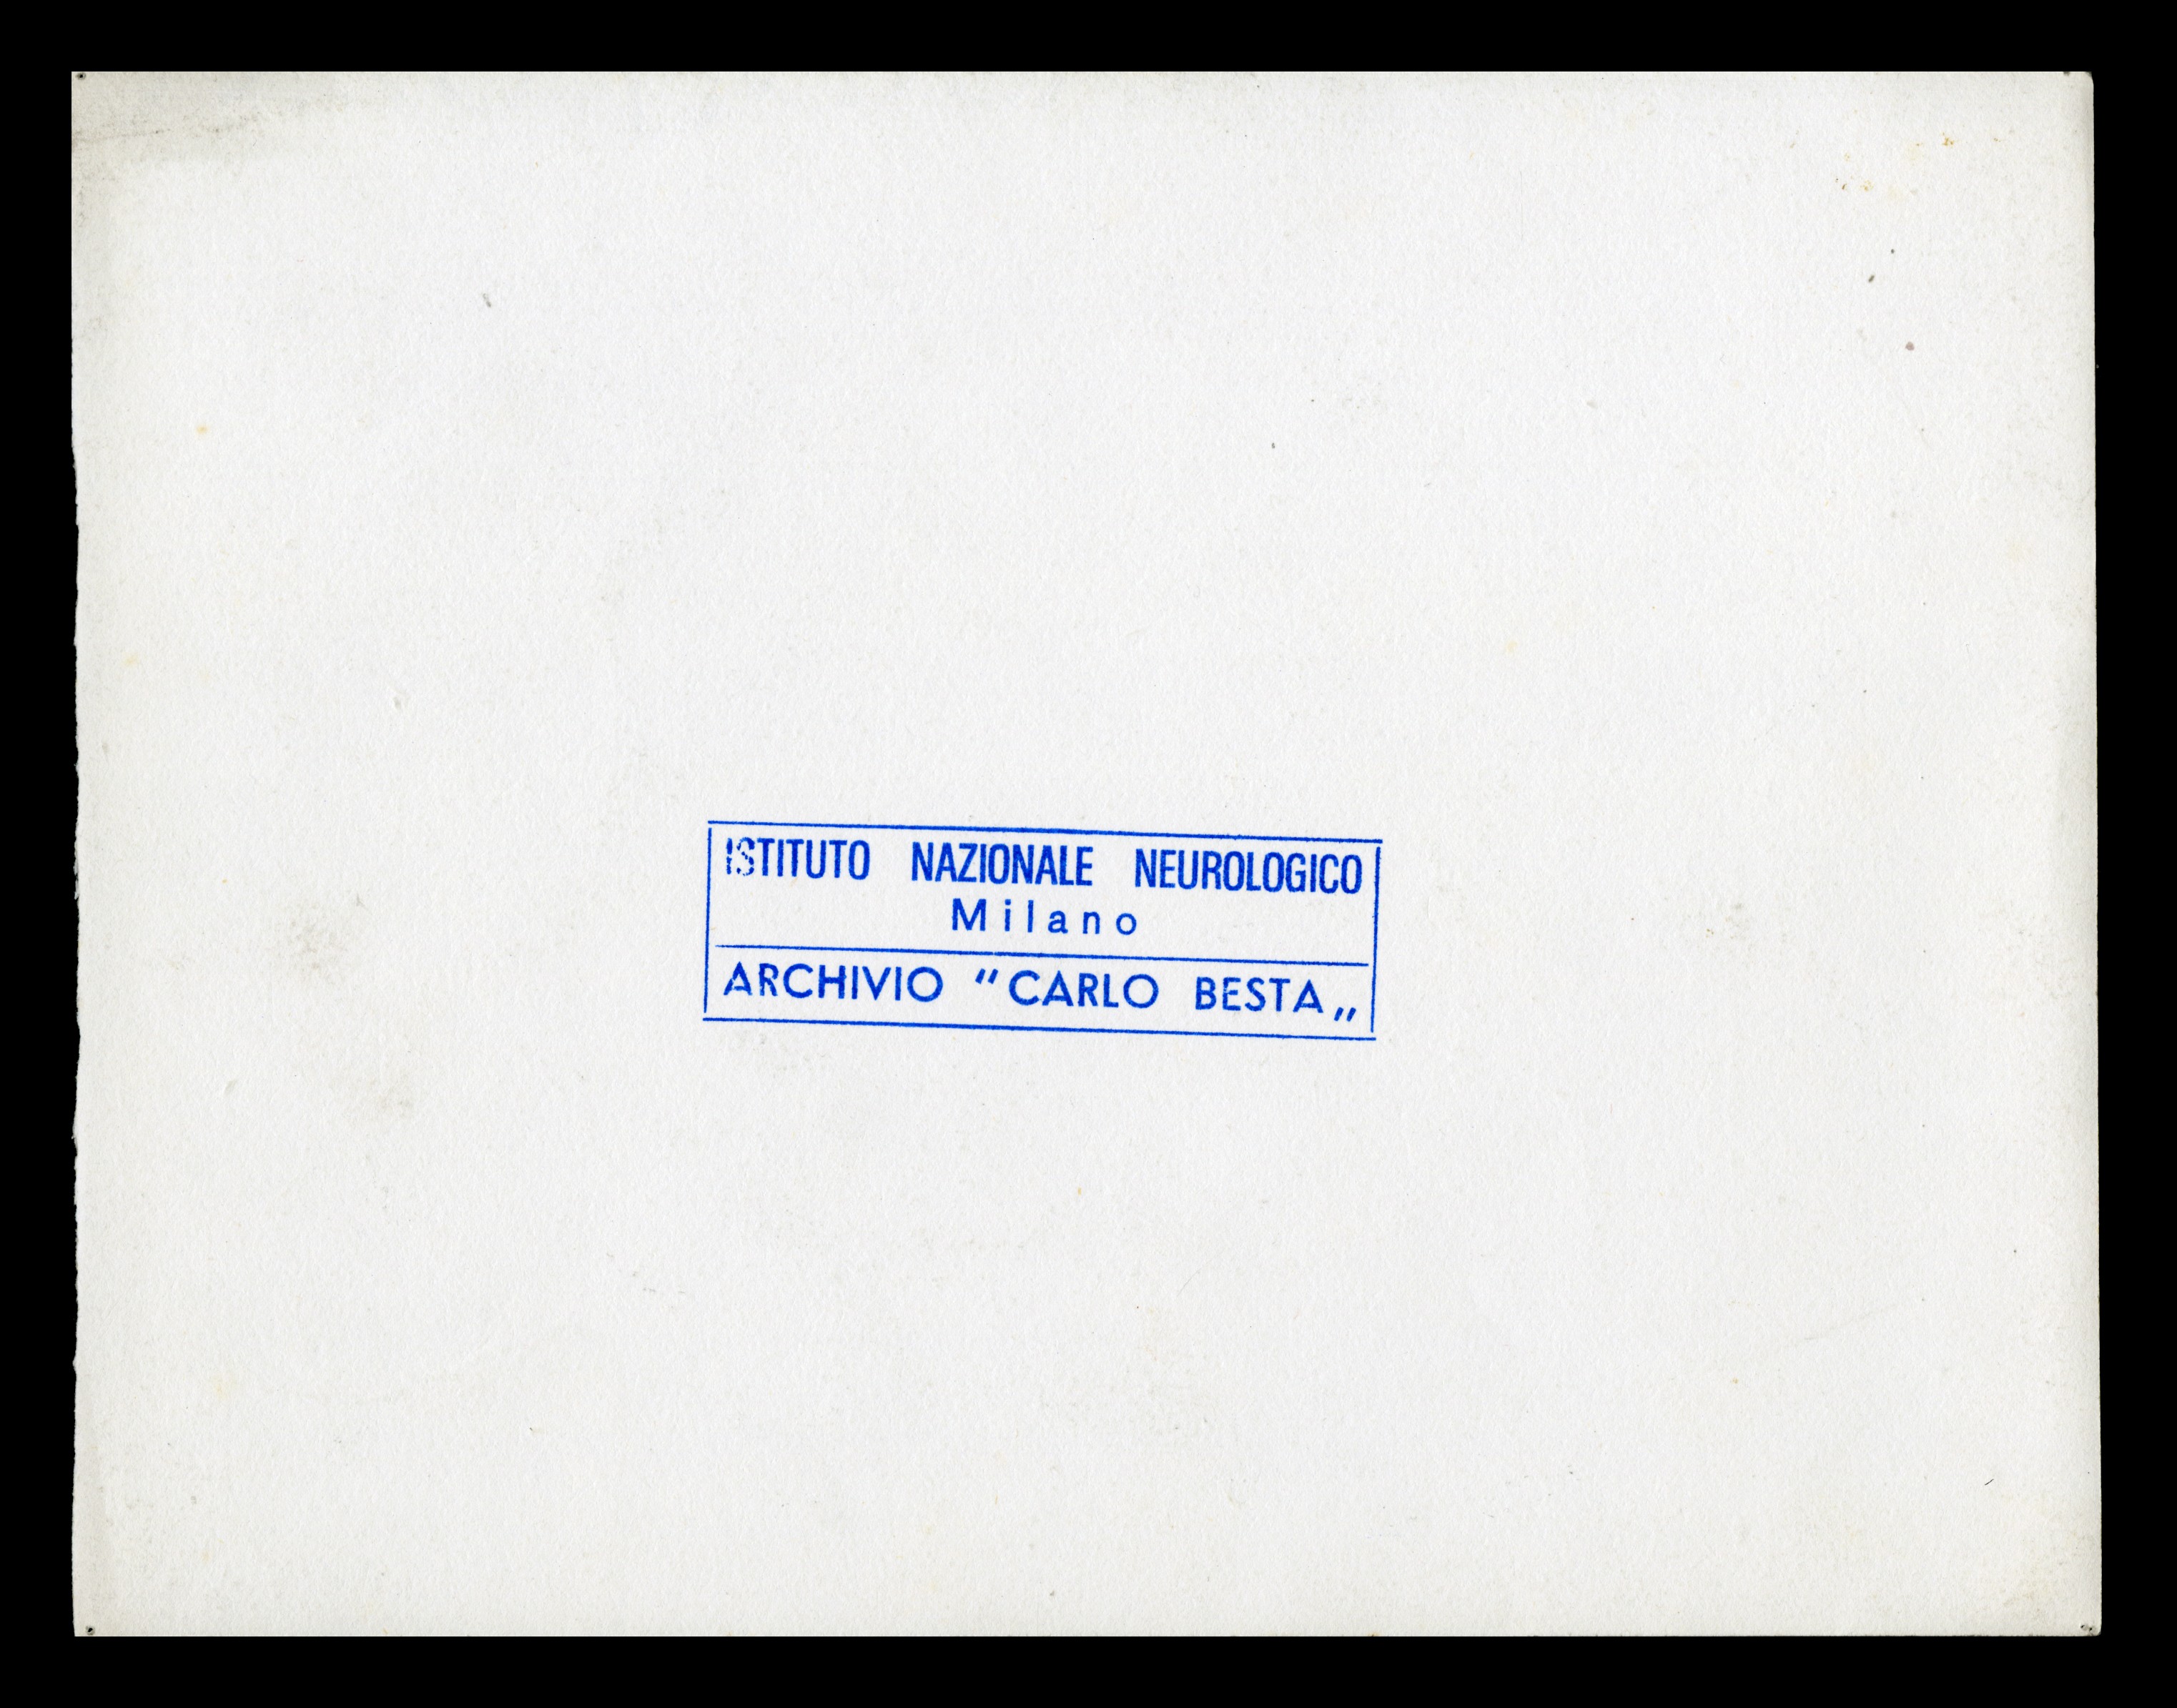 ISTITUTO NAZIONALE NEUROLOGICO
Milano
ARCHIVIO "CARLO BESTA„